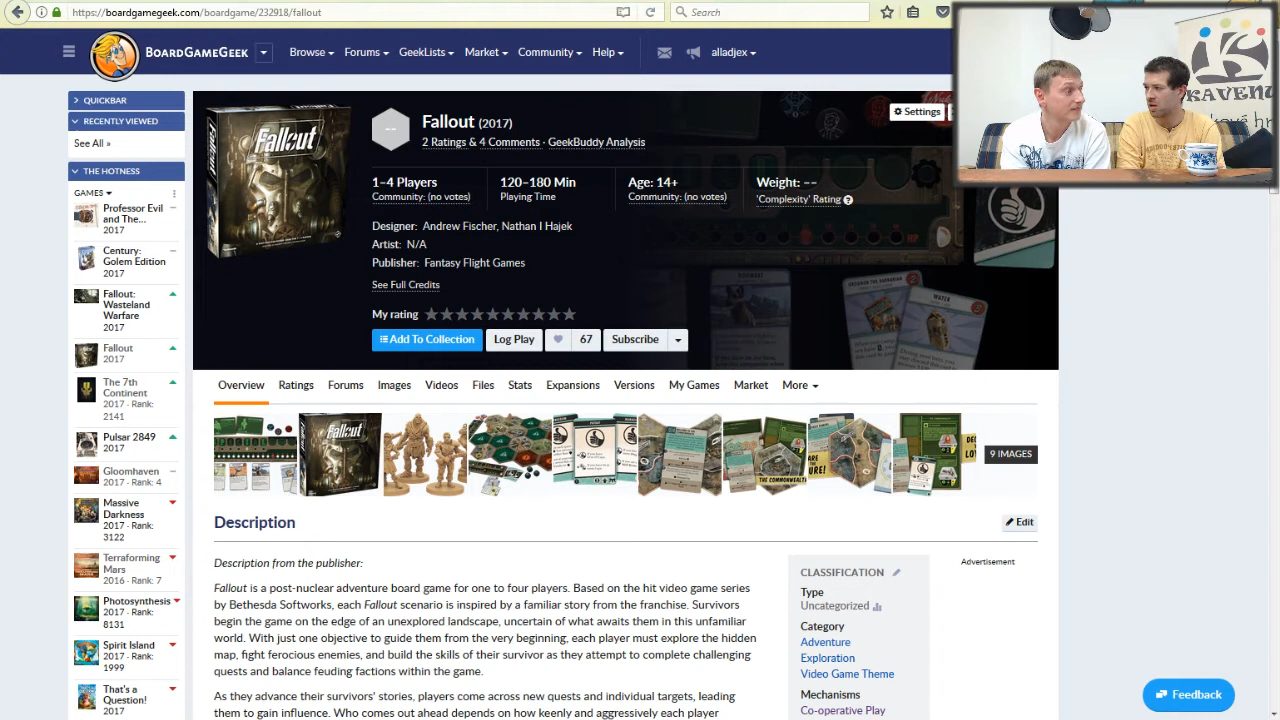 https://boardgamegeek.com/boardgame/232918/fallout
Search
BOARDGAMEGEEK
Browse Forums GeekLists Market Community Help alladjex
QUICKBAR
RECENTLY VIEWED
See All »
THE HOTNESS
GAMES
Professor Evil
and The...
2017
Century:
Golem Edition
2017
Fallout:
Wasteland
Warfare
2017
Fallout
2017
The 7th
Continent
2017 - Rank:
2141
Pulsar 2849
2017
Gloomhaven
2017 - Rank: 4
Massive
Darkness
2017 - Rank:
3122
Terraforming
Mars
2016 - Rank: 7
Photosynthesis
2017 - Rank:
8131
Spirit Island
2017 - Rank:
1999
That's a
Question!
2017
Fallout
--
Fallout (2017)
2 Ratings & 4 Comments · GeekBuddy Analysis
Settings
1–4 Players
Community: (no votes)
120–180 Min
Playing Time
Age: 14+
Community: (no votes)
Weight: --
'Complexity' Rating ?
Designer: Andrew Fischer, Nathan I Hajek
Artist: N/A
Publisher: Fantasy Flight Games
See Full Credits
My rating
Add To Collection Log Play 67 Subscribe
WATER
HP
Overview Ratings Forums Images Videos Files Stats Expansions Versions My Games Market More
Fallout
THE COMMONWEALTH
9 IMAGES
Description
Edit
Description from the publisher:
Fallout is a post-nuclear adventure board game for one to four players. Based on the hit video game series
by Bethesda Softworks, each Fallout scenario is inspired by a familiar story from the franchise. Survivors
begin the game on the edge of an unexplored landscape, uncertain of what awaits them in this unfamiliar
world. With just one objective to guide them from the very beginning, each player must explore the hidden
map, fight ferocious enemies, and build the skills of their survivor as they attempt to complete challenging
quests and balance feuding factions within the game.
As they advance their survivors' stories, players come across new quests and individual targets, leading
them to gain influence. Who comes out ahead depends on how keenly and aggressively each player
CLASSIFICATION
Type
Uncategorized
Category
Adventure
Exploration
Video Game Theme
Mechanisms
Co-operative Play
Advertisement
Feedback